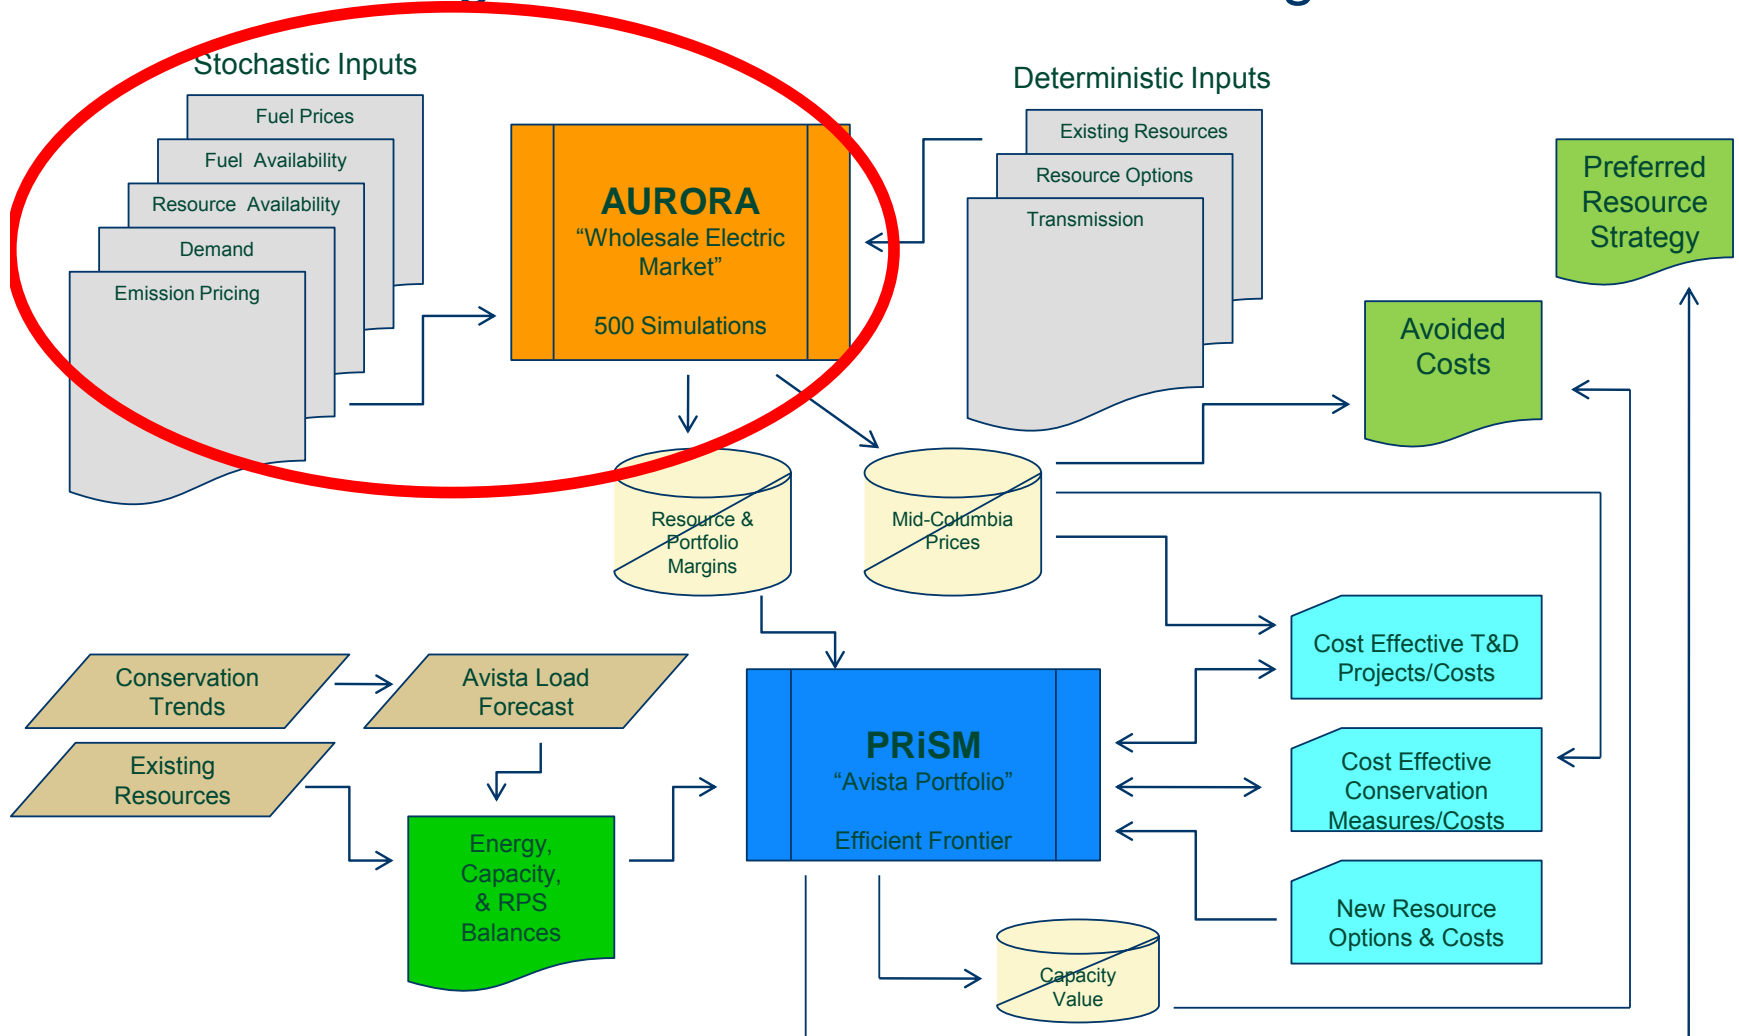 Stochastic Inputs
Fuel Prices
Fuel Availability
Resource Availability
Demand
Emission Pricing
AURORA
“Wholesale Electric
Market”
500 Simulations
Deterministic Inputs
Existing Resources
Resource Options
Transmission
Preferred
Resource
Strategy
Avoided
Costs
Resource &
Portfolio
Margins
Mid-Columbia
Prices
Conservation
Trends
Avista Load
Forecast
Existing
Resources
Energy,
Capacity,
& RPS
Balances
PRiSM
“Avista Portfolio”
Efficient Frontier
Cost Effective T&D
Projects/Costs
Cost Effective
Conservation
Measures/Costs
New Resource
Options & Costs
Capacity
Value